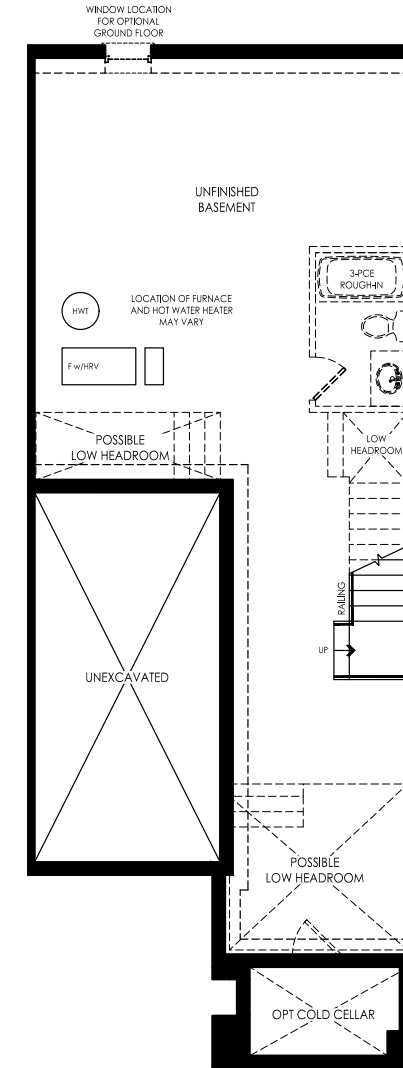 WINDOW LOCATION
FOR OPTIONAL
GROUND FLOOR
UNFINISHED
BASEMENT
3-PCE
ROUGH-IN
HWT
LOCATION OF FURNACE
AND HOT WATER HEATER
MAY VARY
F w/HRV
POSSIBLE
LOW HEADROOM
LOW
HEADROOM
RAILING
UP
UNEXCAVATED
POSSIBLE
LOW HEADROOM
OPT COLD CELLAR